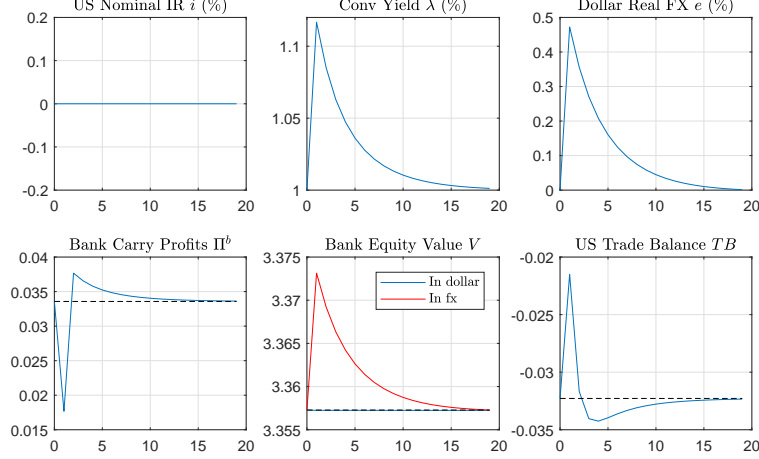 US Nominal IR i (%)
0.2
0.1
0
-0.1
-0.2
0 5 10 15 20
Conv Yield λ (%)
1.1
1.05
1
0 5 10 15 20
Dollar Real FX e (%)
0.5
0.4
0.3
0.2
0.1
0
0 5 10 15 20
Bank Carry Profits Πᵇ
0.04
0.035
0.03
0.025
0.02
0.015
0 5 10 15 20
Bank Equity Value V
3.375
3.37
3.365
3.36
3.355
0 5 10 15 20
In dollar
In fx
US Trade Balance TB
-0.02
-0.025
-0.03
-0.035
0 5 10 15 20